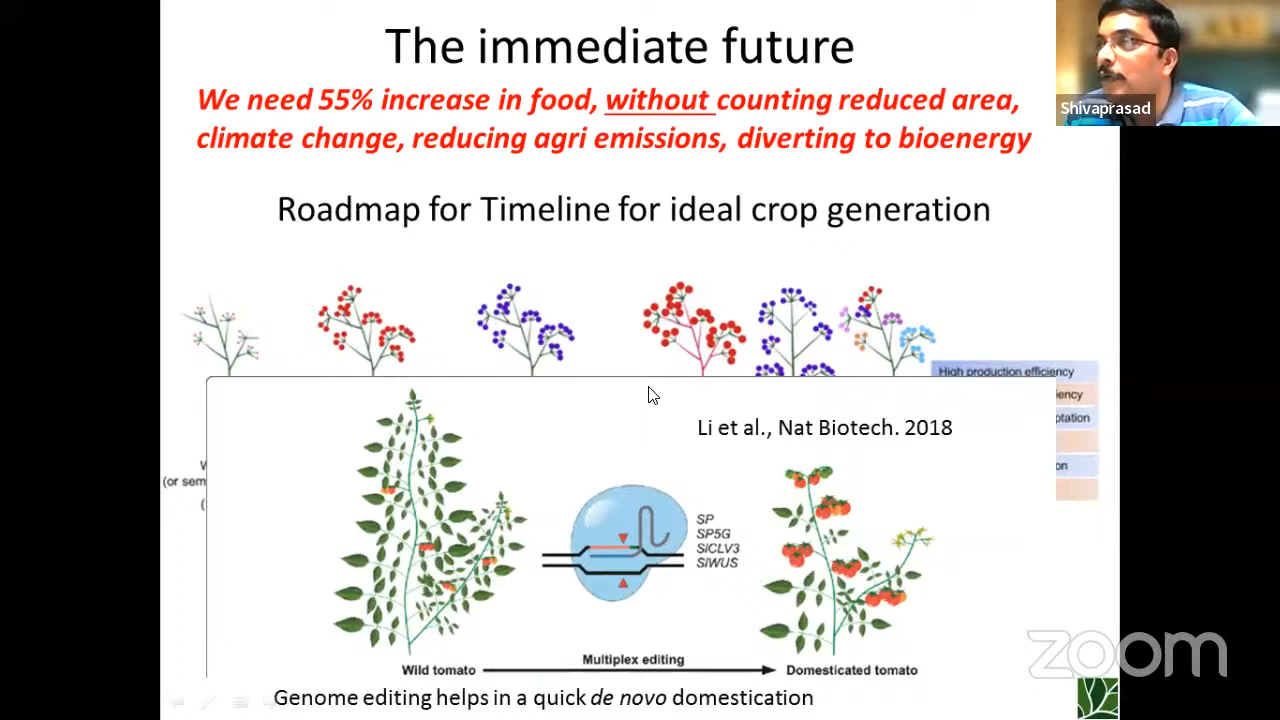 The immediate future
We need 55% increase in food, without counting reduced area,
climate change, reducing agri emissions, diverting to bioenergy
Shivaprasad
Roadmap for Timeline for ideal crop generation
High production efficiency
Li et al., Nat Biotech. 2018
(or sem
SP
SP5G
SlCLV3
SlWUS
Wild tomato
Multiplex editing
Domesticated tomato
Genome editing helps in a quick de novo domestication
zoom